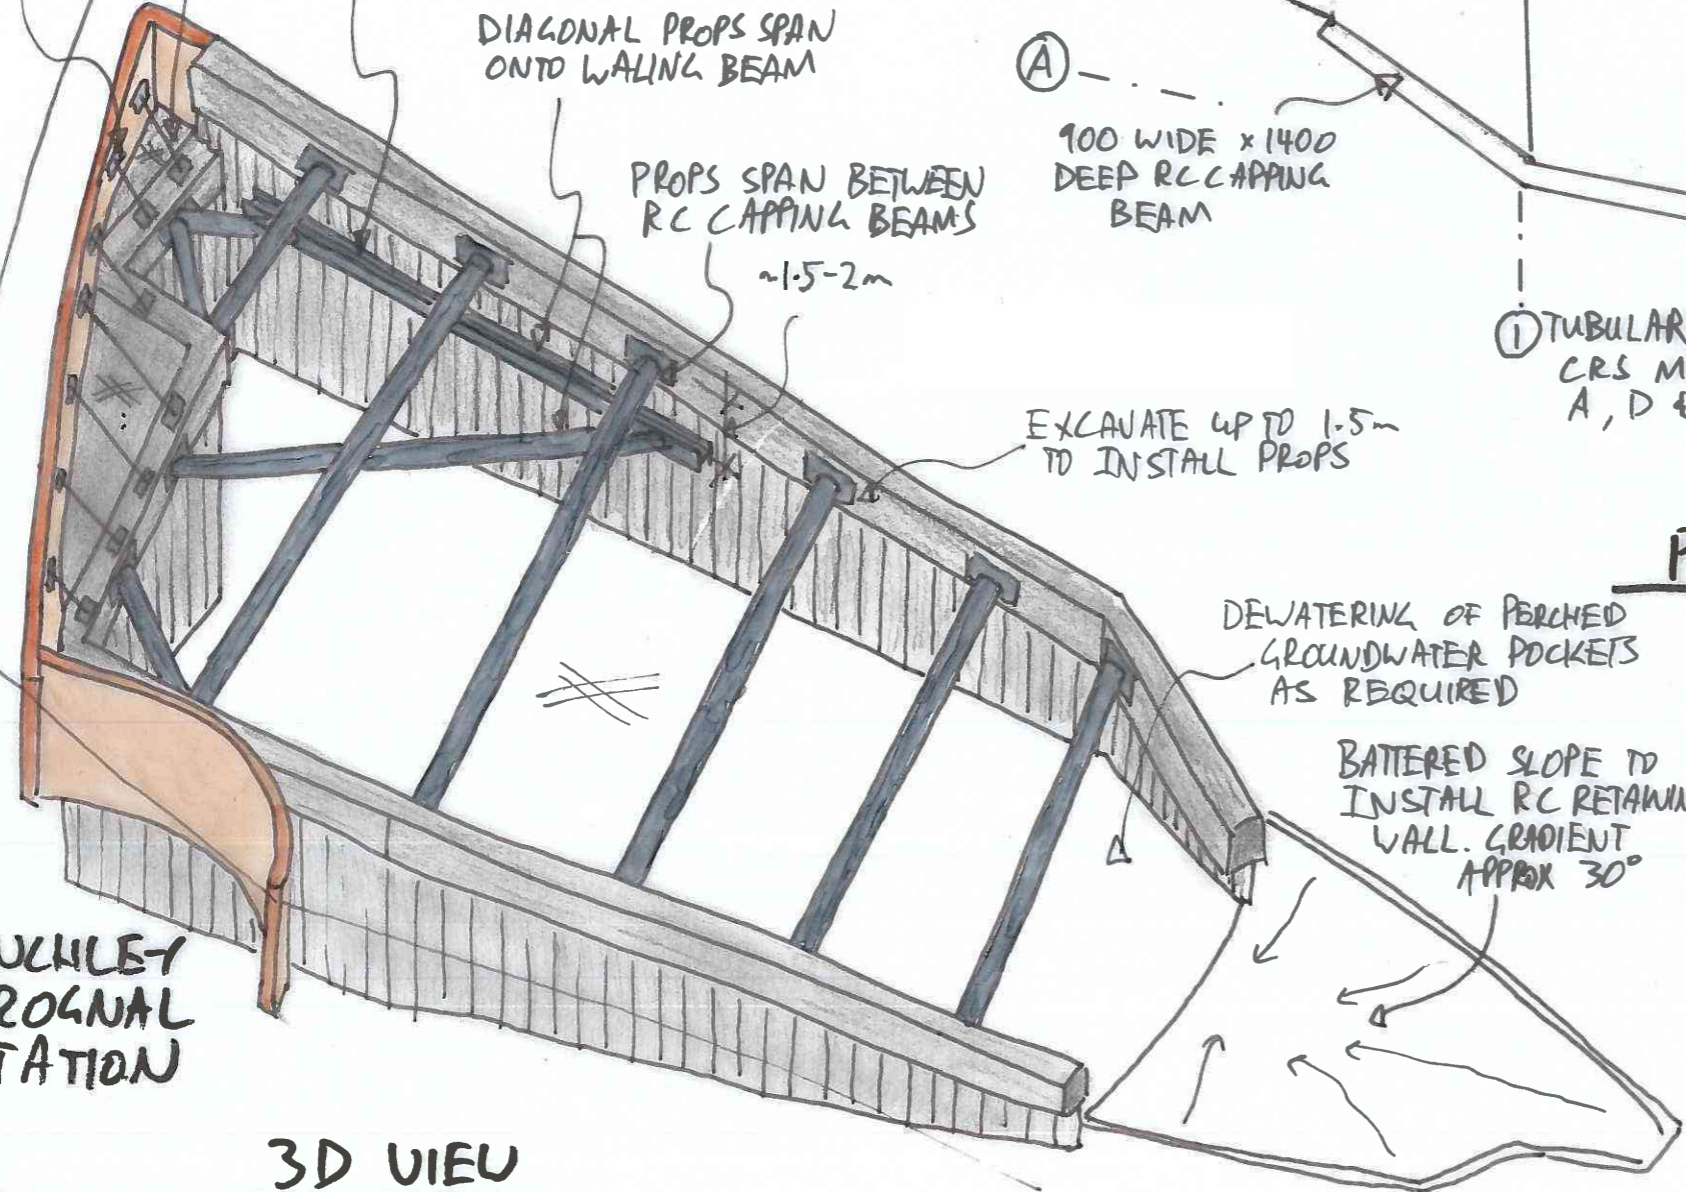 DIAGONAL PROPS SPAN
ONTO WALING BEAM
A
900 WIDE x 1400
DEEP RC CAPPING
BEAM
PROPS SPAN BETWEEN
RC CAPPING BEAMS
~1.5-2m
1 TUBULAR
CRS M
A, D &
EXCAVATE UP TO 1.5m
TO INSTALL PROPS
P
DEWATERING OF PERCHED
GROUNDWATER POCKETS
AS REQUIRED
BATTERED SLOPE TO
INSTALL RC RETAININ
WALL. GRADIENT
APPROX 30°
UCHLEY
ROGNAL
TATION
3D VIEW